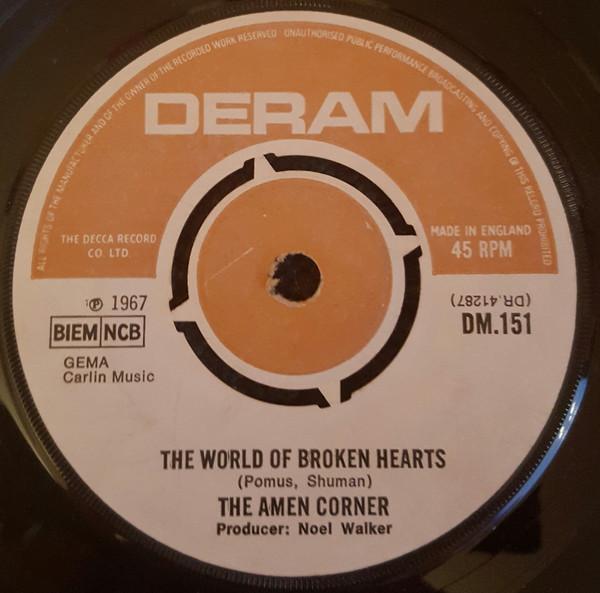 ALL RIGHTS OF THE MANUFACTURER AND OF THE OWNER OF THE RECORDED WORK RESERVED UNAUTHORISED PUBLIC PERFORMANCE BROADCASTING AND COPYING OF THIS RECORD PROHIBITED
DERAM
THE DECCA RECORD
CO. LTD.
MADE IN ENGLAND
45 RPM
℗ 1967
BIEM NCB
GEMA
Carlin Music
(DR.41287)
DM.151
THE WORLD OF BROKEN HEARTS
(Pomus, Shuman)
THE AMEN CORNER
Producer: Noel Walker